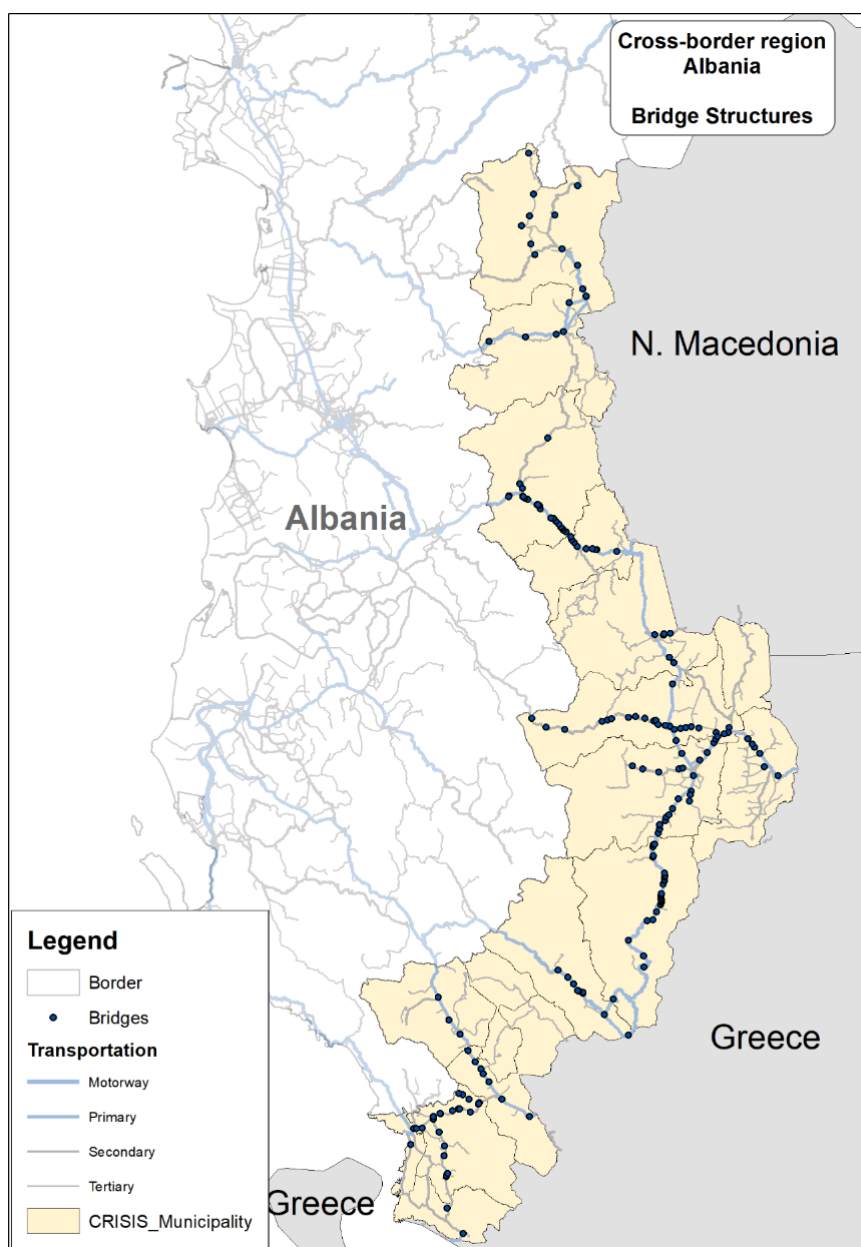 Cross-border region
Albania
Bridge Structures
N. Macedonia
Albania
Greece
Greece
Legend
Border
Bridges
Transportation
Motorway
Primary
Secondary
Tertiary
CRISIS_Municipality